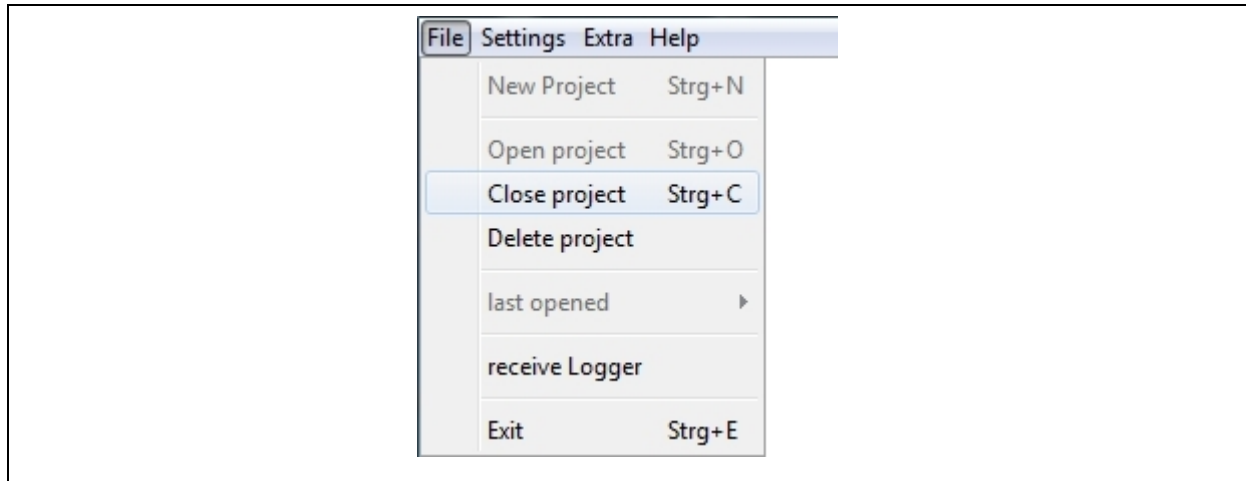 File Settings Extra Help
New Project Strg+N
Open project Strg+O
Close project Strg+C
Delete project
last opened
receive Logger
Exit Strg+E